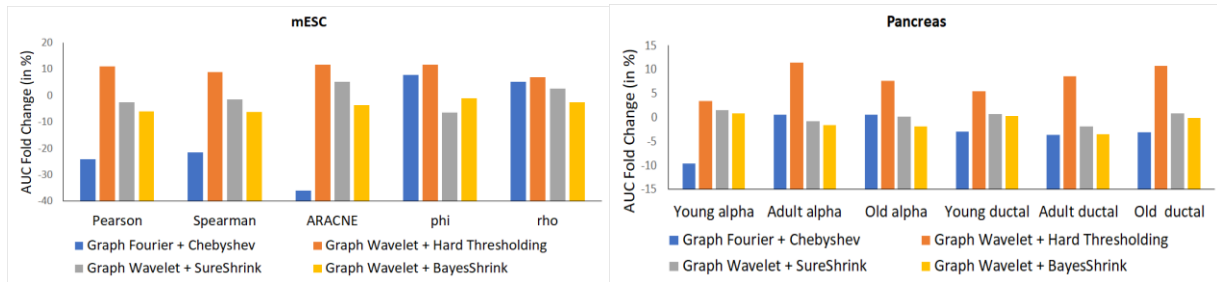 mESC
AUC Fold Change (in %)
20
10
0
-10
-20
-30
-40
Pearson Spearman ARACNE phi rho
Graph Fourier + Chebyshev Graph Wavelet + Hard Thresholding
Graph Wavelet + SureShrink Graph Wavelet + BayesShrink
Pancreas
AUC Fold Change (in %)
15
10
5
0
-5
-10
-15
Young alpha Adult alpha Old alpha Young ductal Adult ductal Old ductal
Graph Fourier + Chebyshev Graph Wavelet + Hard Thresholding
Graph Wavelet + SureShrink Graph Wavelet + BayesShrink